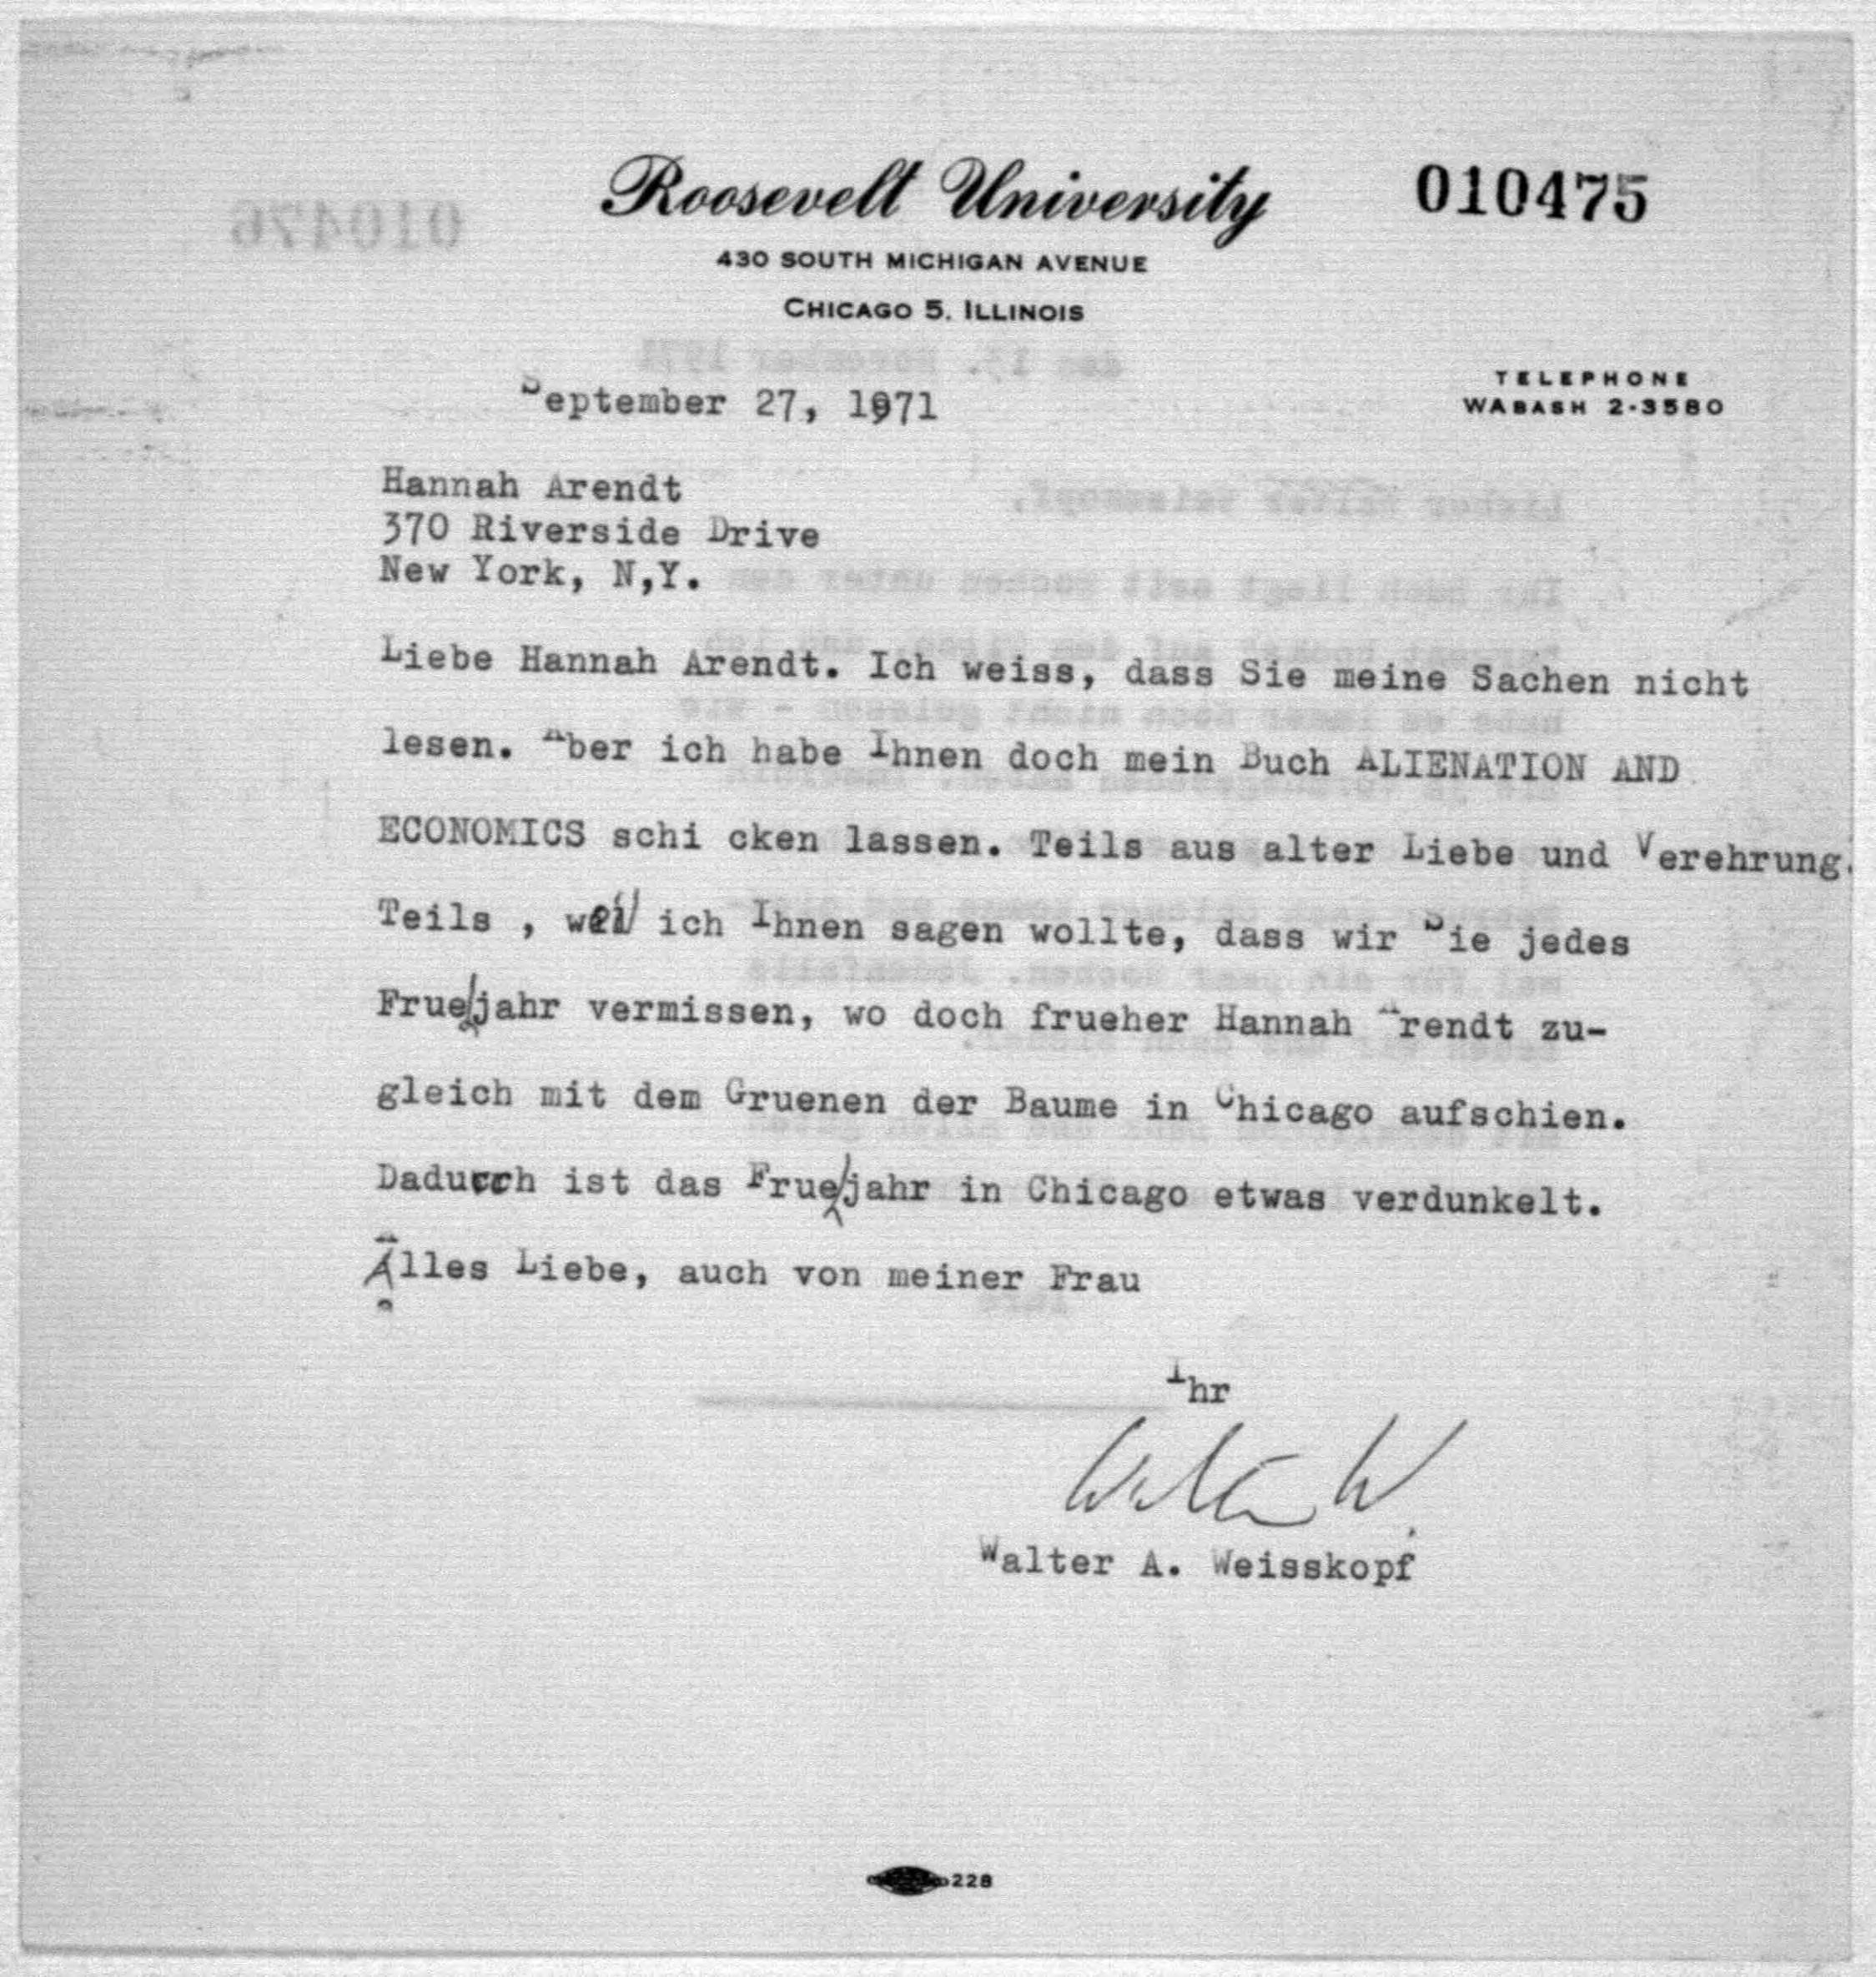 Roosevelt University
010475
430 SOUTH MICHIGAN AVENUE
CHICAGO 5, ILLINOIS
TELEPHONE
WABASH 2-3580
September 27, 1971
Hannah Arendt
370 Riverside Drive
New York, N,Y.
Liebe Hannah Arendt. Ich weiss, dass Sie meine Sachen nicht
lesen. Aber ich habe Ihnen doch mein Buch ALIENATION AND
ECONOMICS schi cken lassen. Teils aus alter Liebe und Verehrung.
Teils , weil ich Ihnen sagen wollte, dass wir Sie jedes
Fruehjahr vermissen, wo doch frueher Hannah Arendt zu-
gleich mit dem Gruenen der Baume in Chicago aufschien.
Dadurch ist das Fruehjahr in Chicago etwas verdunkelt.
Alles Liebe, auch von meiner Frau
Ihr
Walter W.
Walter A. Weisskopf
228